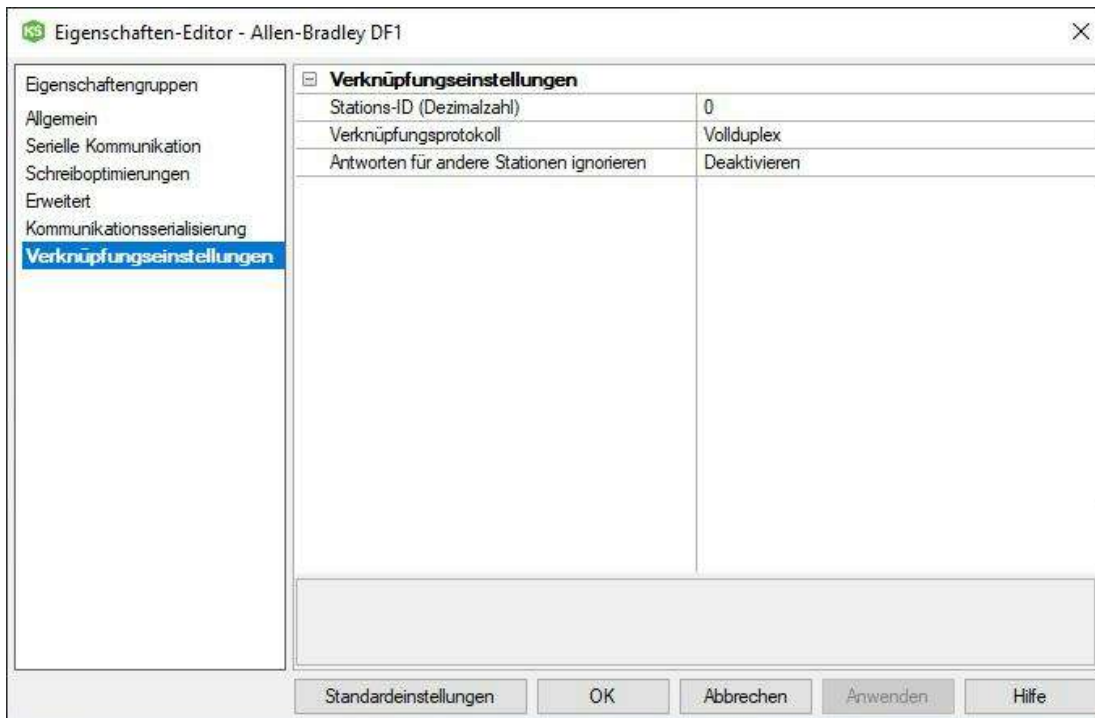 KS Eigenschaften-Editor - Allen-Bradley DF1
Eigenschaftengruppen
Allgemein
Serielle Kommunikation
Schreiboptimierungen
Erweitert
Kommunikationsserialisierung
Verknüpfungseinstellungen
Verknüpfungseinstellungen
Stations-ID (Dezimalzahl) 0
Verknüpfungsprotokoll Vollduplex
Antworten für andere Stationen ignorieren Deaktivieren
Standardeinstellungen OK Abbrechen Anwenden Hilfe